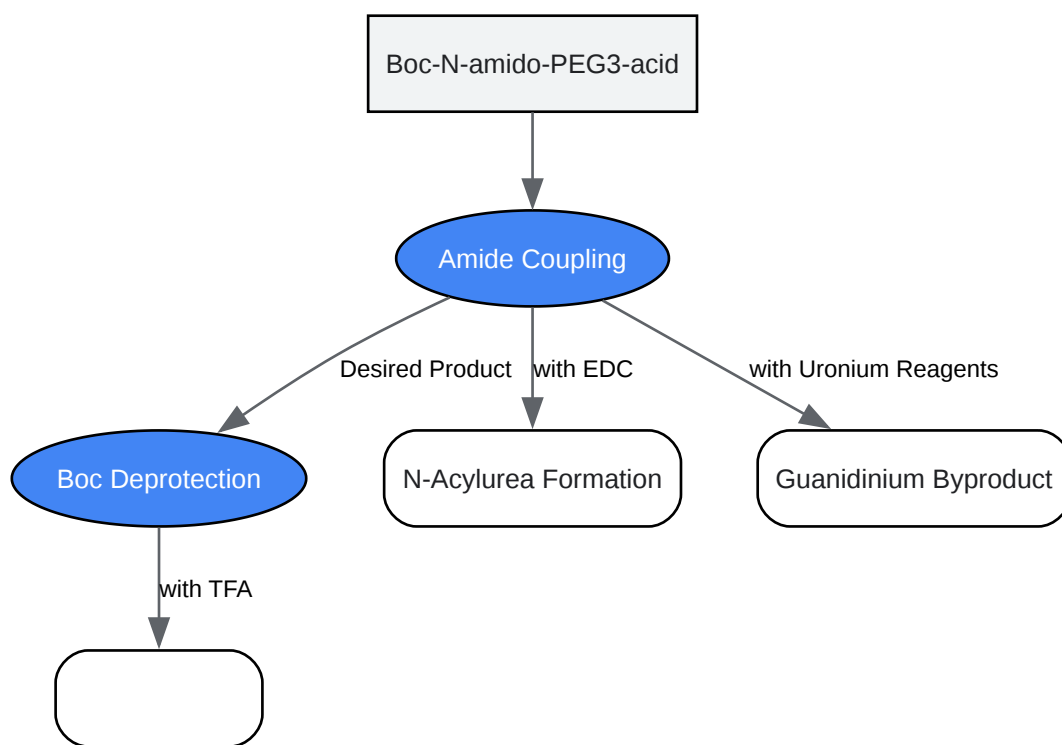 Boc-N-amido-PEG3-acid
Amide Coupling
Desired Product
with EDC
with Uronium Reagents
Boc Deprotection
N-Acylurea Formation
Guanidinium Byproduct
with TFA